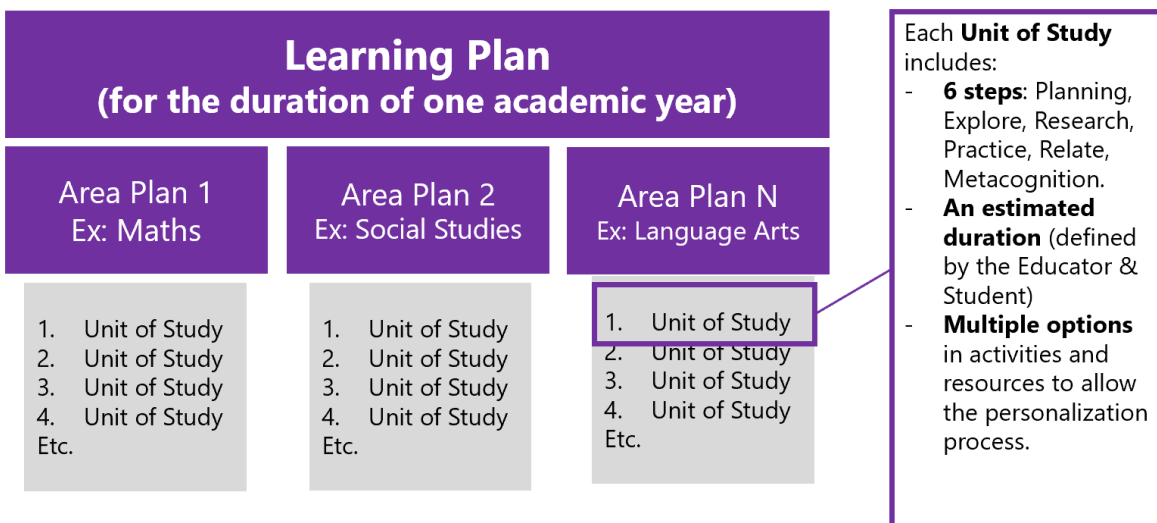 Learning Plan
(for the duration of one academic year)
Area Plan 1
Ex: Maths
Area Plan 2
Ex: Social Studies
Area Plan N
Ex: Language Arts
1. Unit of Study
2. Unit of Study
3. Unit of Study
4. Unit of Study
Etc.
1. Unit of Study
2. Unit of Study
3. Unit of Study
4. Unit of Study
Etc.
1. Unit of Study
2. Unit of Study
3. Unit of Study
4. Unit of Study
Etc.
Each Unit of Study
includes:
- 6 steps: Planning,
Explore, Research,
Practice, Relate,
Metacognition.
- An estimated
duration (defined
by the Educator &
Student)
- Multiple options
in activities and
resources to allow
the personalization
process.